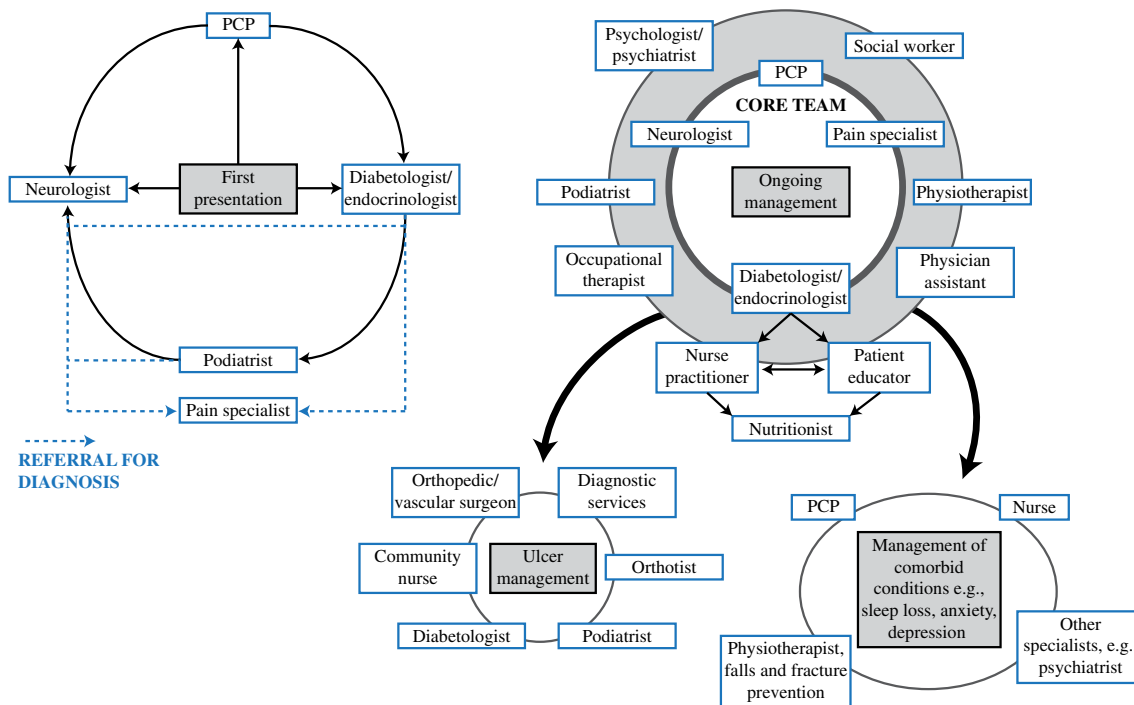 PCP
Neurologist
First
presentation
Diabetologist/
endocrinologist
Podiatrist
Pain specialist
REFERRAL FOR
DIAGNOSIS
Psychologist/
psychiatrist
Social worker
PCP
CORE TEAM
Neurologist
Pain specialist
Podiatrist
Ongoing
management
Physiotherapist
Occupational
therapist
Diabetologist/
endocrinologist
Physician
assistant
Nurse
practitioner
Patient
educator
Nutritionist
Orthopedic/
vascular surgeon
Diagnostic
services
Community
nurse
Ulcer
management
Orthotist
Diabetologist
Podiatrist
PCP
Nurse
Management of
comorbid
conditions e.g.,
sleep loss, anxiety,
depression
Physiotherapist,
falls and fracture
prevention
Other
specialists, e.g.
psychiatrist